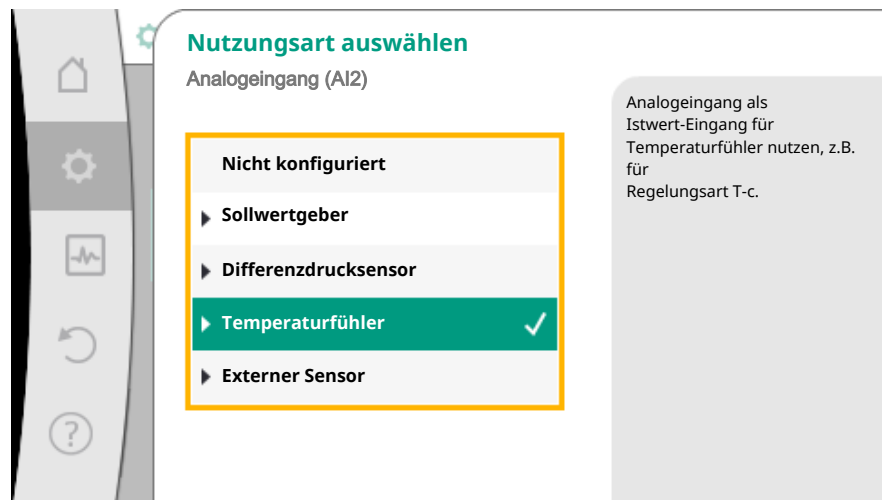 Nutzungsart auswählen
Analogeingang (AI2)
Nicht konfiguriert
Sollwertgeber
Differenzdrucksensor
Temperaturfühler
Externer Sensor
Analogeingang als
Istwert-Eingang für
Temperaturfühler nutzen, z.B.
für
Regelungsart T-c.
?